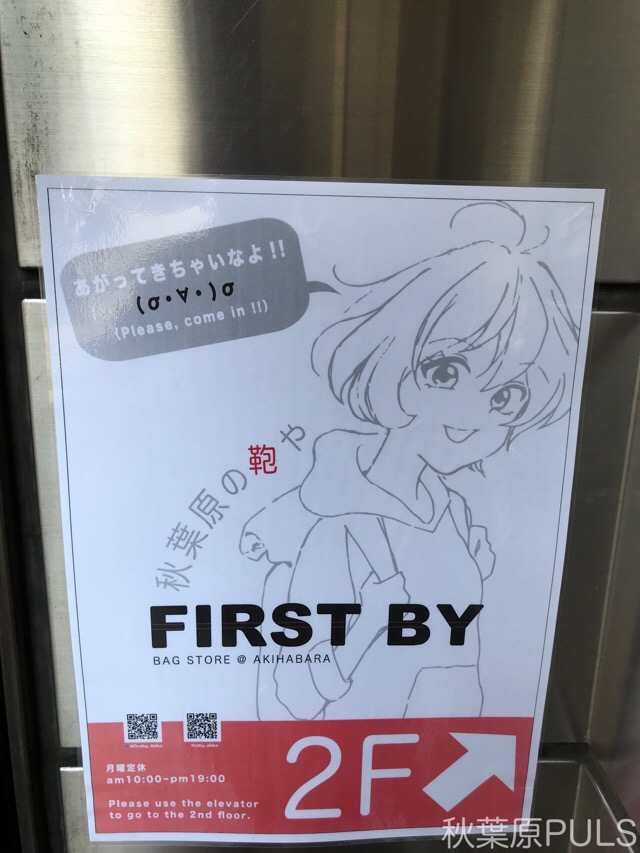 あがってきちゃいなよ!!
(σ・∀・)σ
(Please, come in !!)
秋葉原の鞄や
FIRST BY
BAG STORE @ AKIHABARA
月曜定休
am10:00-pm19:00
Please use the elevator
to go to the 2nd floor.
2F
秋葉原PULS